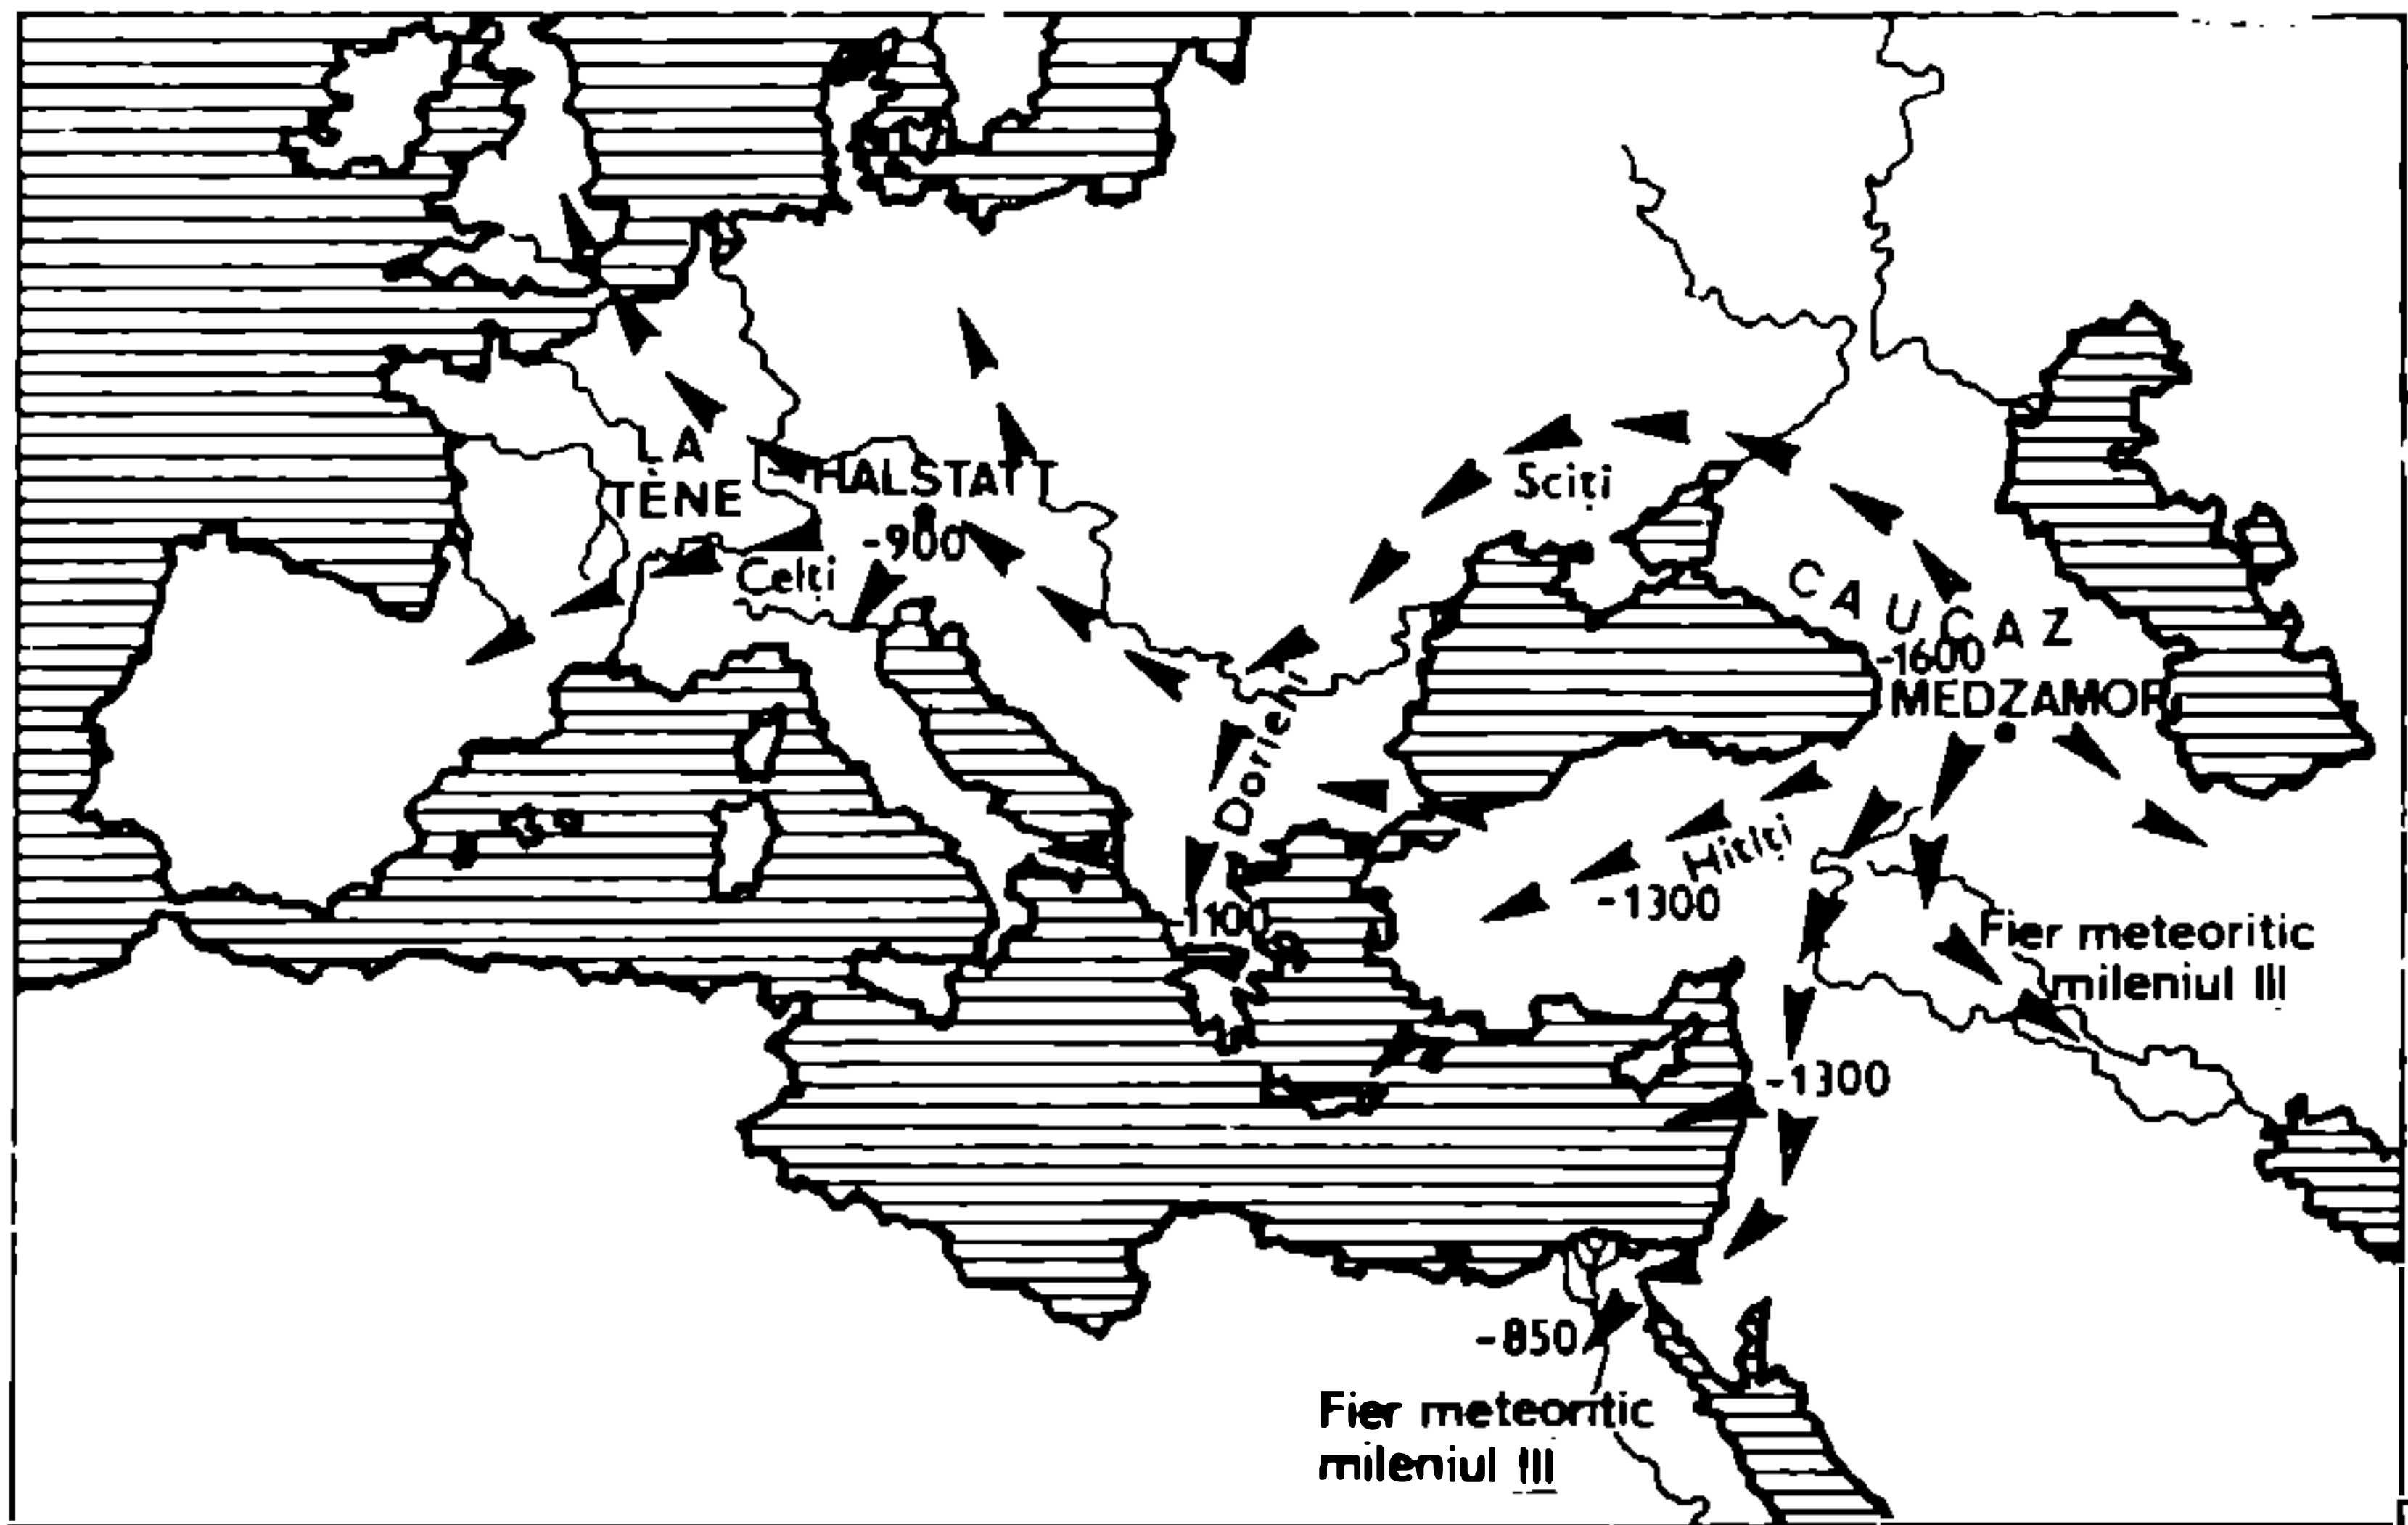 LA
TÈNE
HALSTATT
-900
Celți
Sciți
CAUCAZ
-1600
MEDZAMOR
Dorieni
Hitiți
-1300
-1100
Fier meteoritic
mileniul III
-1300
-850
Fier meteoritic
mileniul III